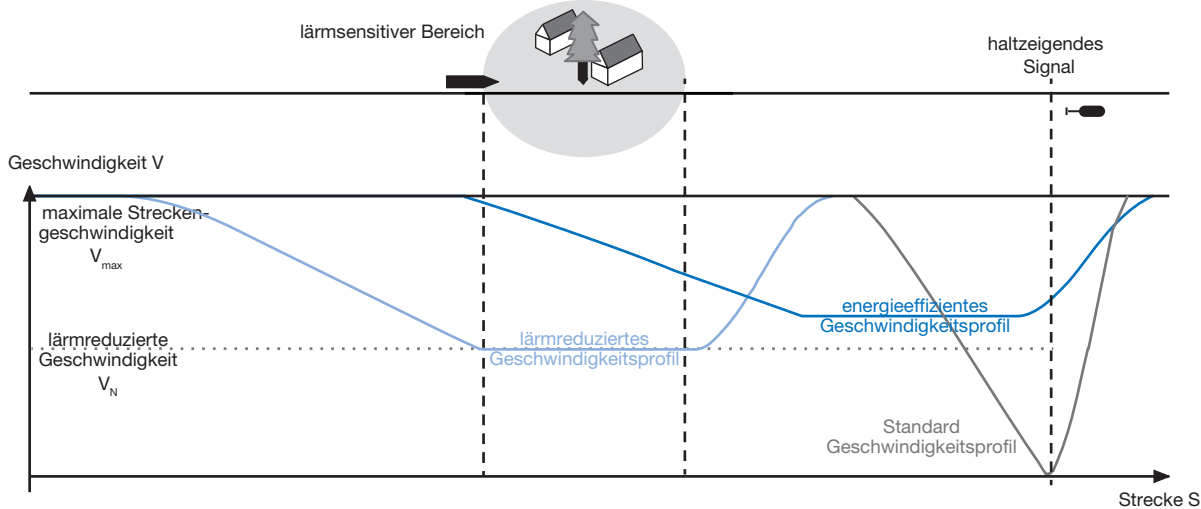 lärmsensitiver Bereich
haltzeigendes
Signal
Geschwindigkeit V
maximale Strecken-
geschwindigkeit
Vmax
energieeffizientes
Geschwindigkeitsprofil
lärmreduzierte
Geschwindigkeit
VN
lärmreduziertes
Geschwindigkeitsprofil
Standard
Geschwindigkeitsprofil
Strecke S